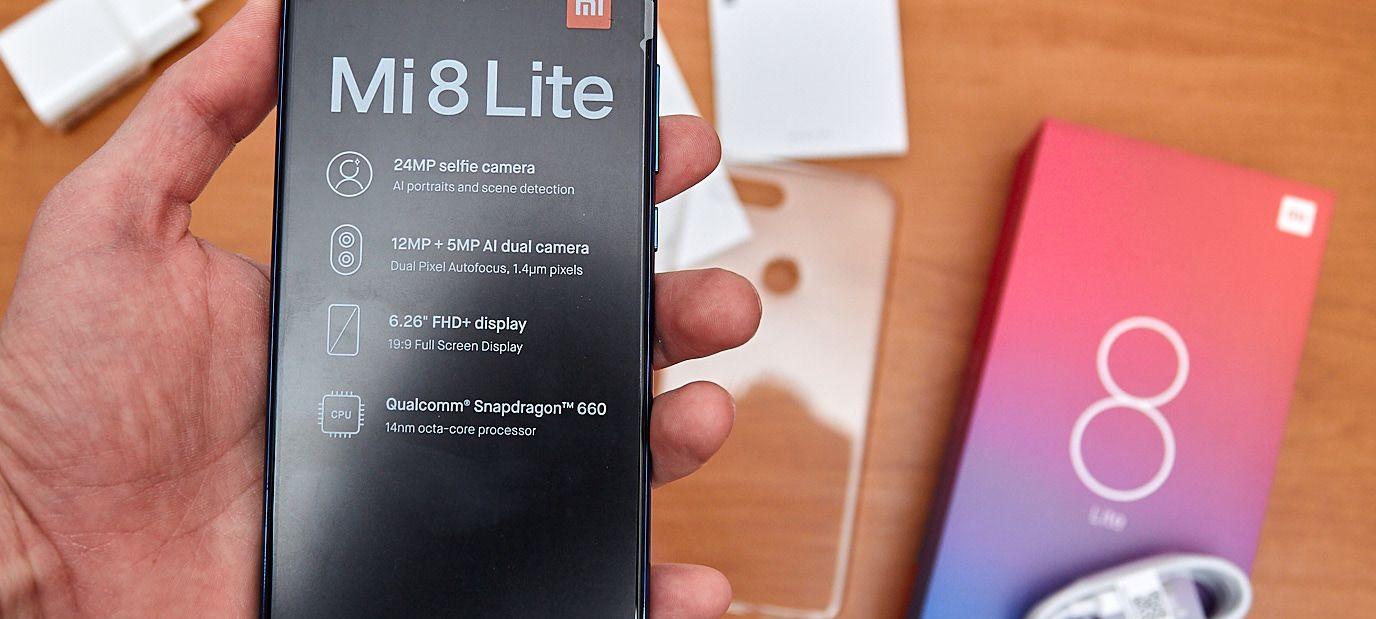 mi
Mi 8 Lite
24MP selfie camera
AI portraits and scene detection
12MP + 5MP AI dual camera
Dual Pixel Autofocus, 1.4μm pixels
6.26" FHD+ display
19:9 Full Screen Display
CPU
Qualcomm® Snapdragon™ 660
14nm octa-core processor
mi
8
Lite